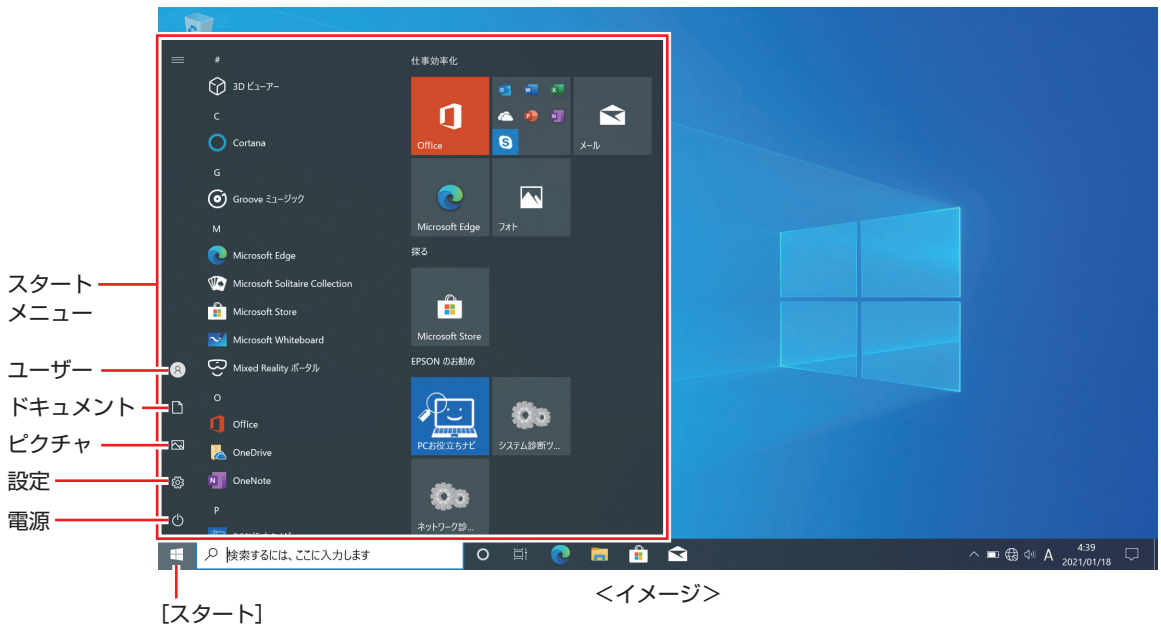 スタート
メニュー
ユーザー
ドキュメント
ピクチャ
設定
電源
#
3D ビューアー
C
Cortana
G
Groove ミュージック
M
Microsoft Edge
Microsoft Solitaire Collection
Microsoft Store
Microsoft Whiteboard
Mixed Reality ポータル
O
Office
OneDrive
OneNote
P
仕事効率化
Office
メール
Microsoft Edge
フォト
探る
Microsoft Store
EPSON のお勧め
PCお役立ちナビ
システム診断ツ...
ネットワーク診...
検索するには、ここに入力します
A
4:39
2021/01/18
[スタート]
＜イメージ＞